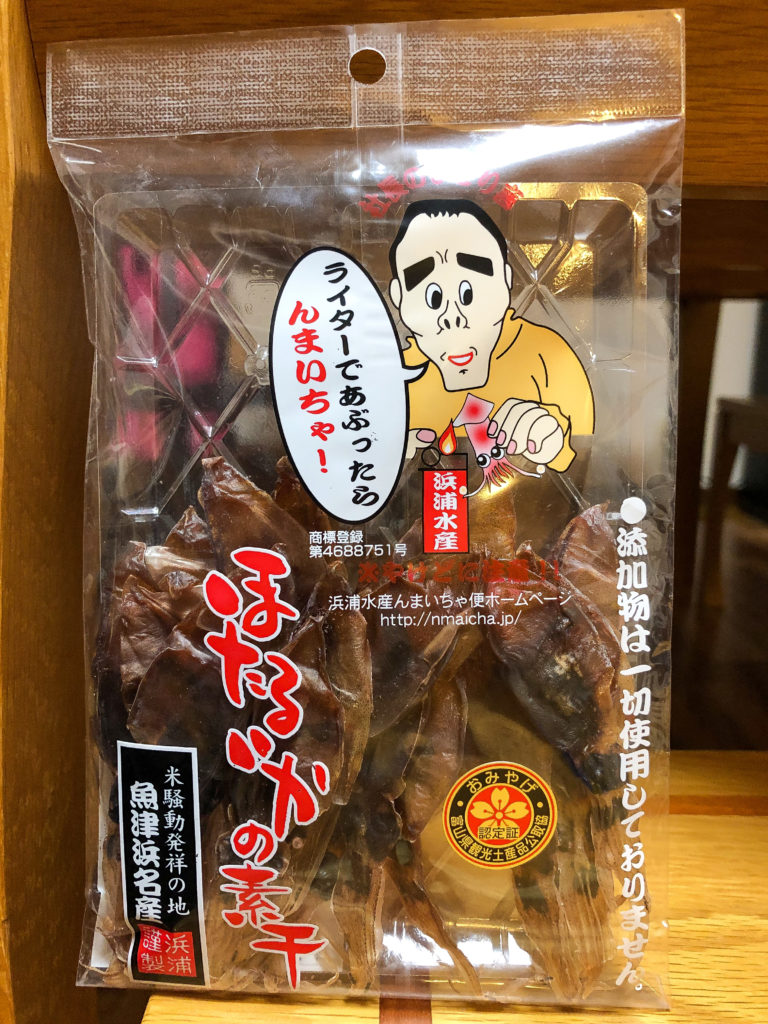 ライターであぶったら
んまいちゃ!
浜浦水産
商標登録
第4688751号
浜浦水産んまいちゃ便ホームページ
http://nmaicha.jp/
●添加物は一切使用しておりません。
ほたるいかの素干
おみやげ
認定証
富山県観光土産品公取協
米騒動発祥の地
魚津浜名産
浜浦
謹製